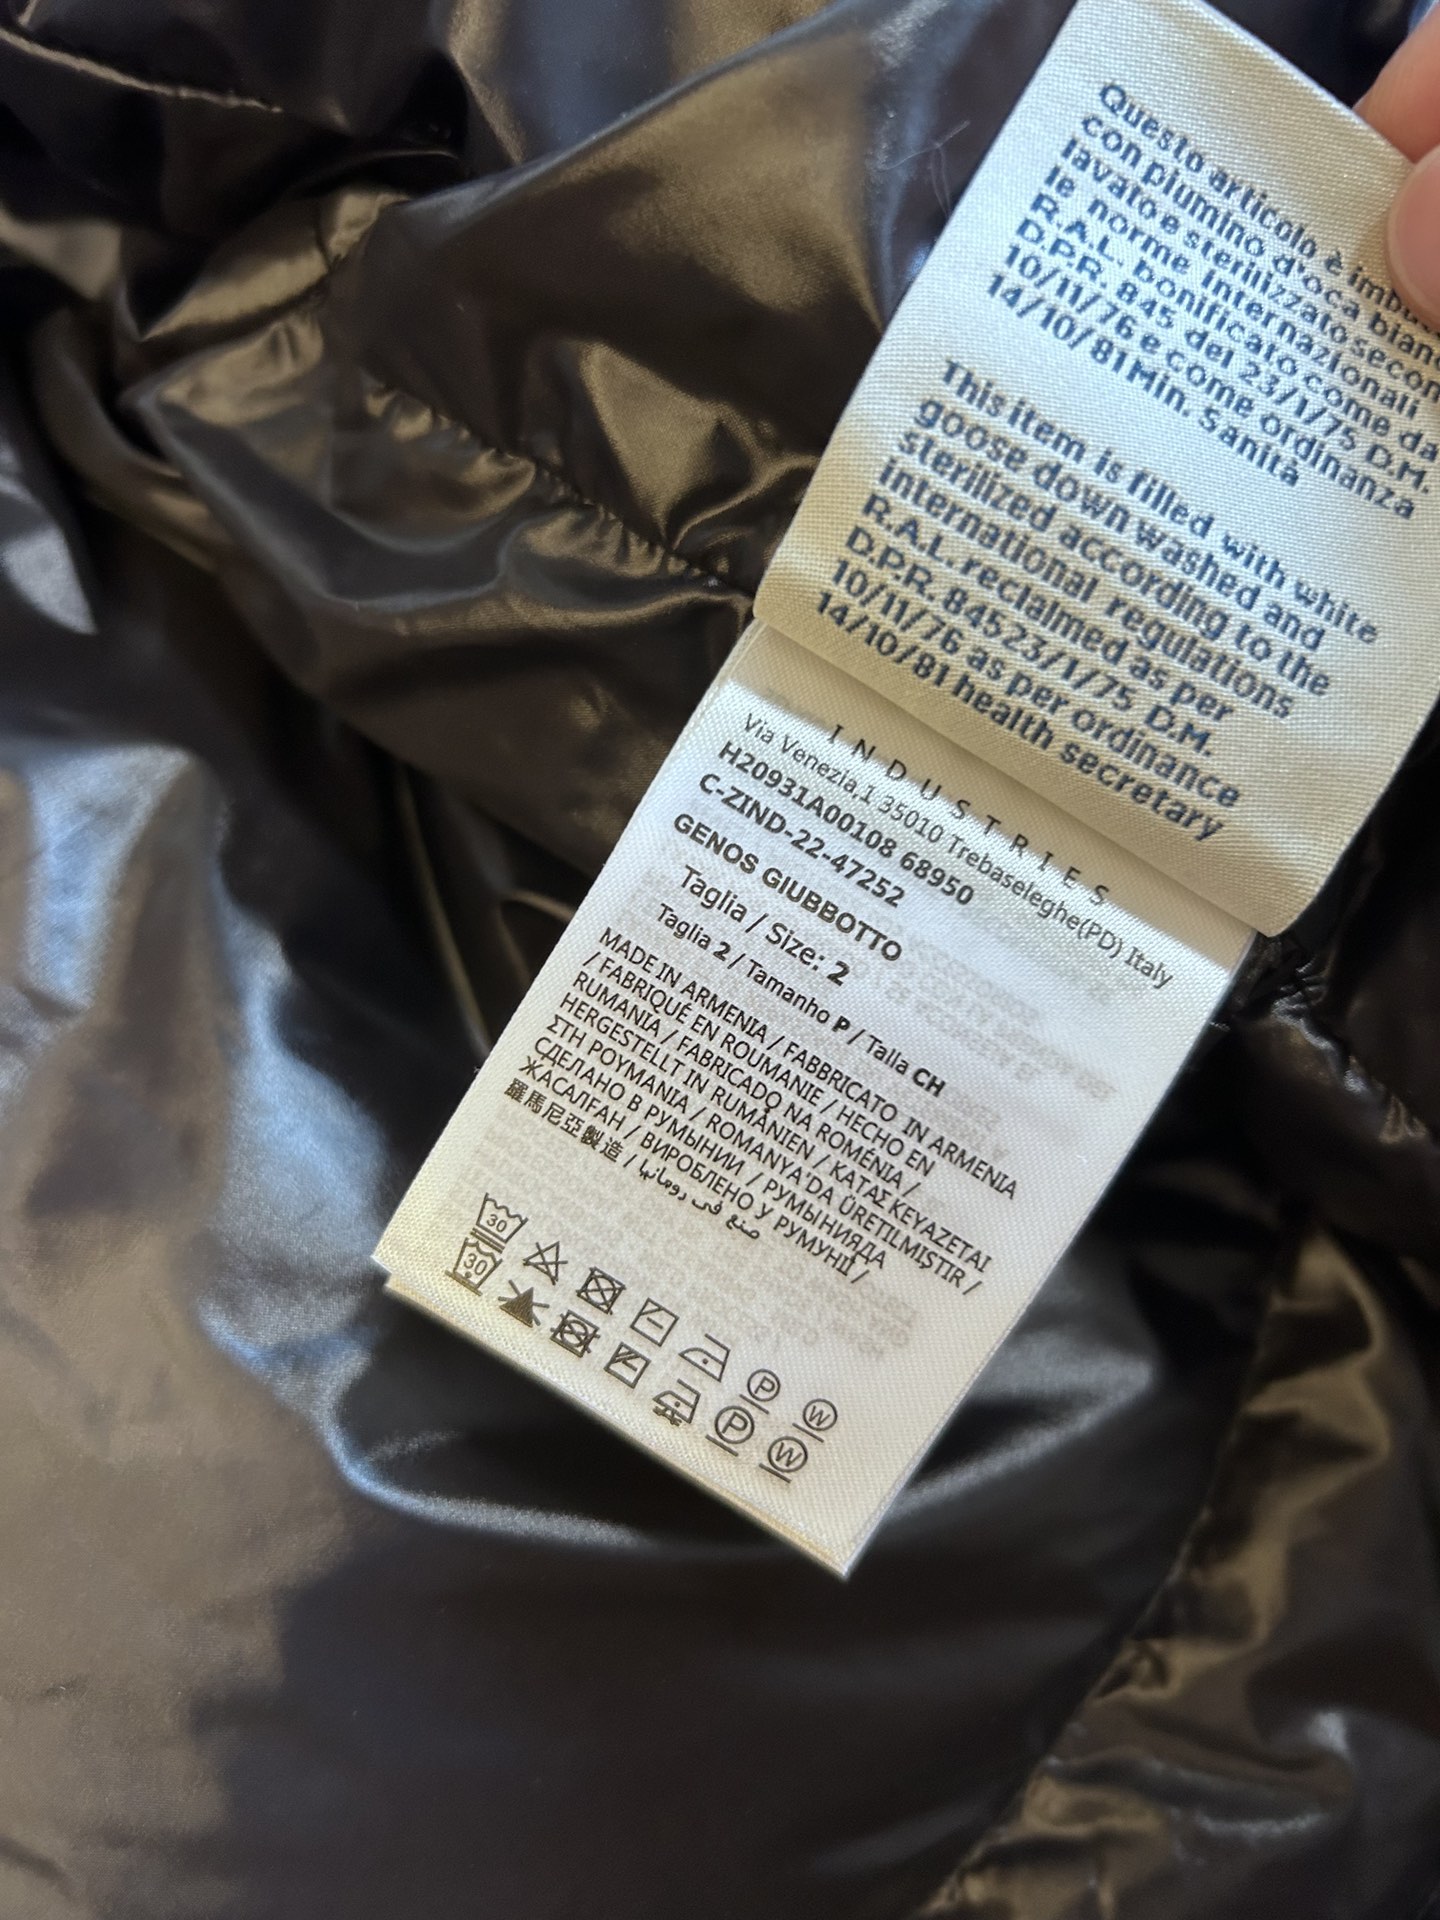 Questo articolo è
con piumino d'oca
lavato e sterilizzato
le norme internazionali
R.A.L. bonificato come da
D.P.R. 845 del 23/1/75 D.M.
10/11/76 e come ordinanza
14/10/81 Min. Sanità
This item is filled with white
goose down washed and
sterilized according to the
international regulations
R.A.L. reclaimed as per
D.P.R. 84523/1/75 D.M.
10/11/76 as per ordinance
14/10/81 health secretary
INDUSTRIES
Via Venezia,1 35010 Trebaseleghe(PD) Italy
H20931A00108 68950
C-ZIND-22-47252
GENOS GIUBBOTTO
Taglia / Size: 2
Taglia 2 / Tamanho P / Talla CH
MADE IN ARMENIA / FABBRICATO IN ARMENIA
/ FABRIQUÉ EN ROUMANIE / HECHO EN
RUMANIA / FABRICADO NA ROMÉNIA /
HERGESTELLT IN RUMÄNIEN / ΚΑΤΑΣΚΕΥΑΖΕΤΑΙ
ΣΤΗ ΡΟΥΜΑΝΙΑ / ROMANYA'DA ÜRETILMIŞTIR /
СДЕЛАНО В РУМЫНИИ / РУМЫНИЯДА
ЖАСАЛҒАН / ВИРОБЛЕНО У РУМУНІЇ /
羅馬尼亞製造 / صنع في رومانيا
30 P W
30 P W